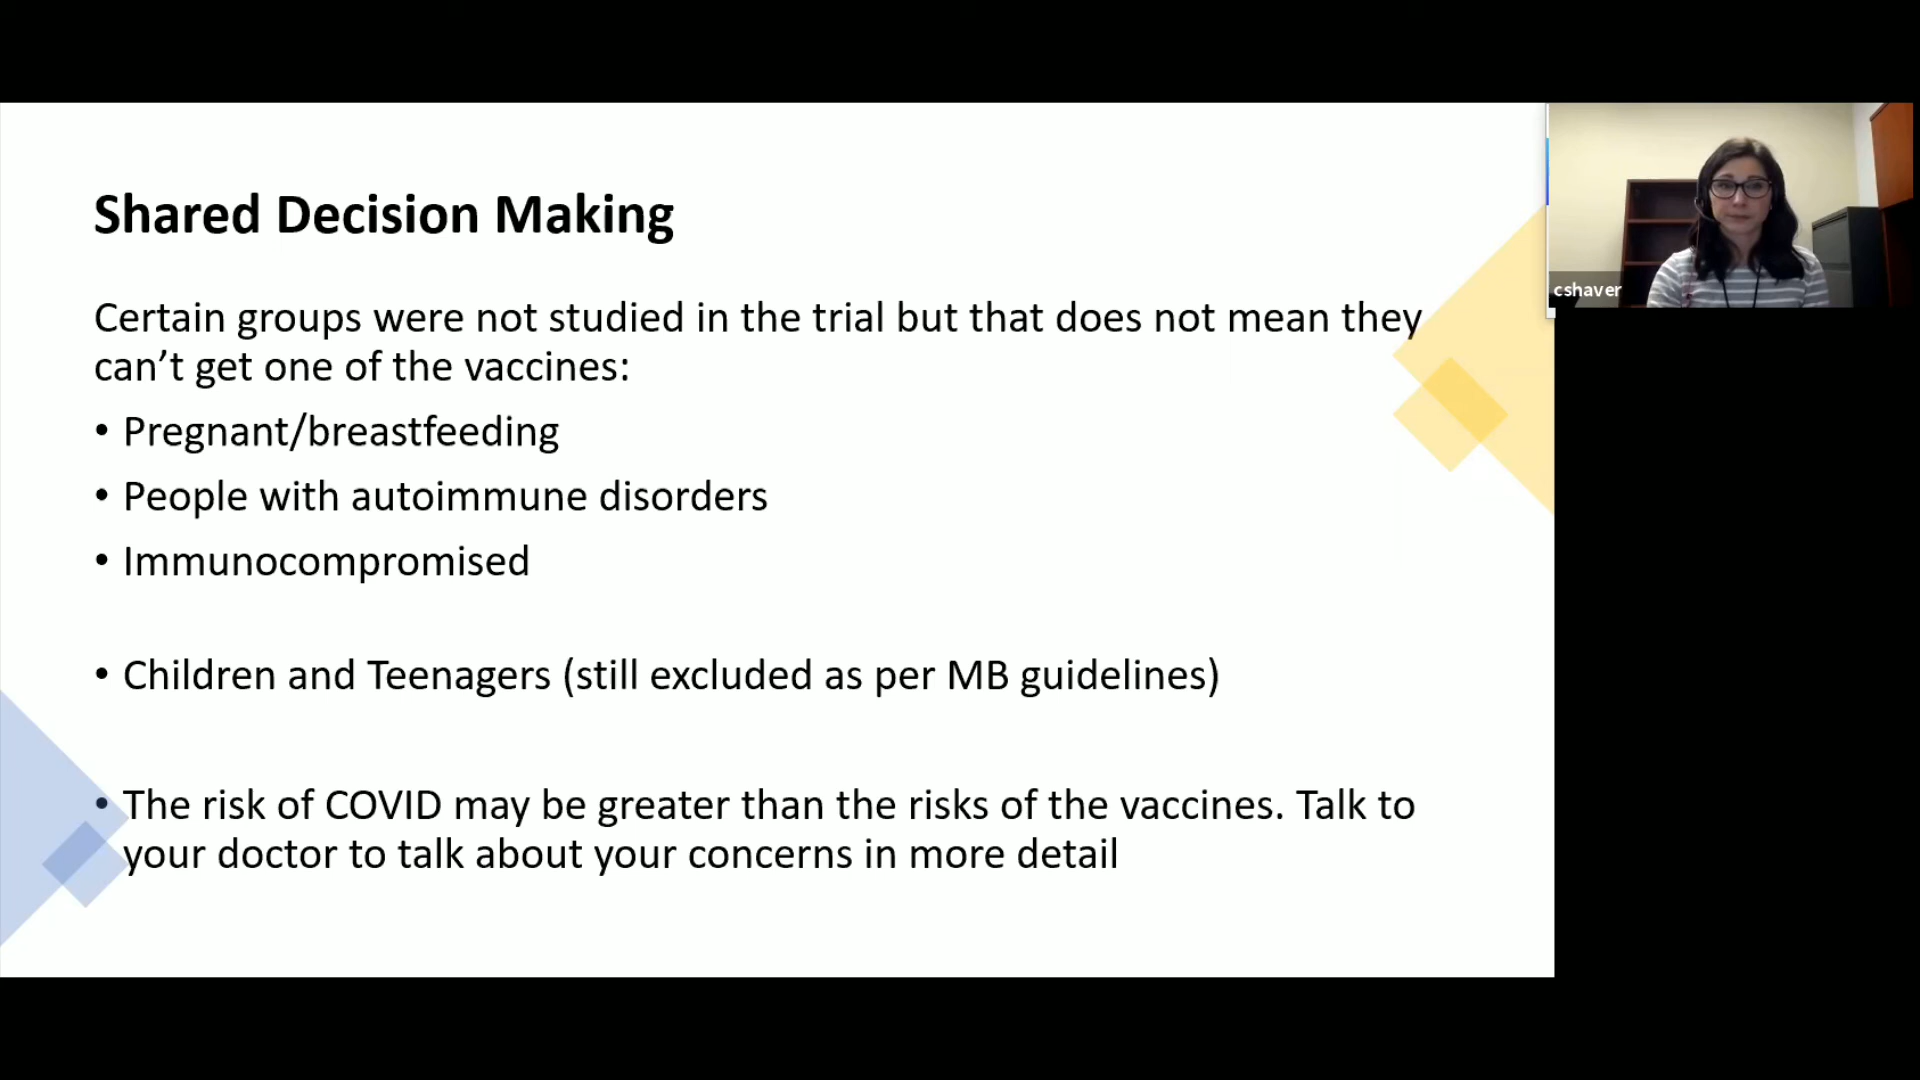 Shared Decision Making
Certain groups were not studied in the trial but that does not mean they
can’t get one of the vaccines:
• Pregnant/breastfeeding
• People with autoimmune disorders
• Immunocompromised
• Children and Teenagers (still excluded as per MB guidelines)
• The risk of COVID may be greater than the risks of the vaccines. Talk to
your doctor to talk about your concerns in more detail
cshaver